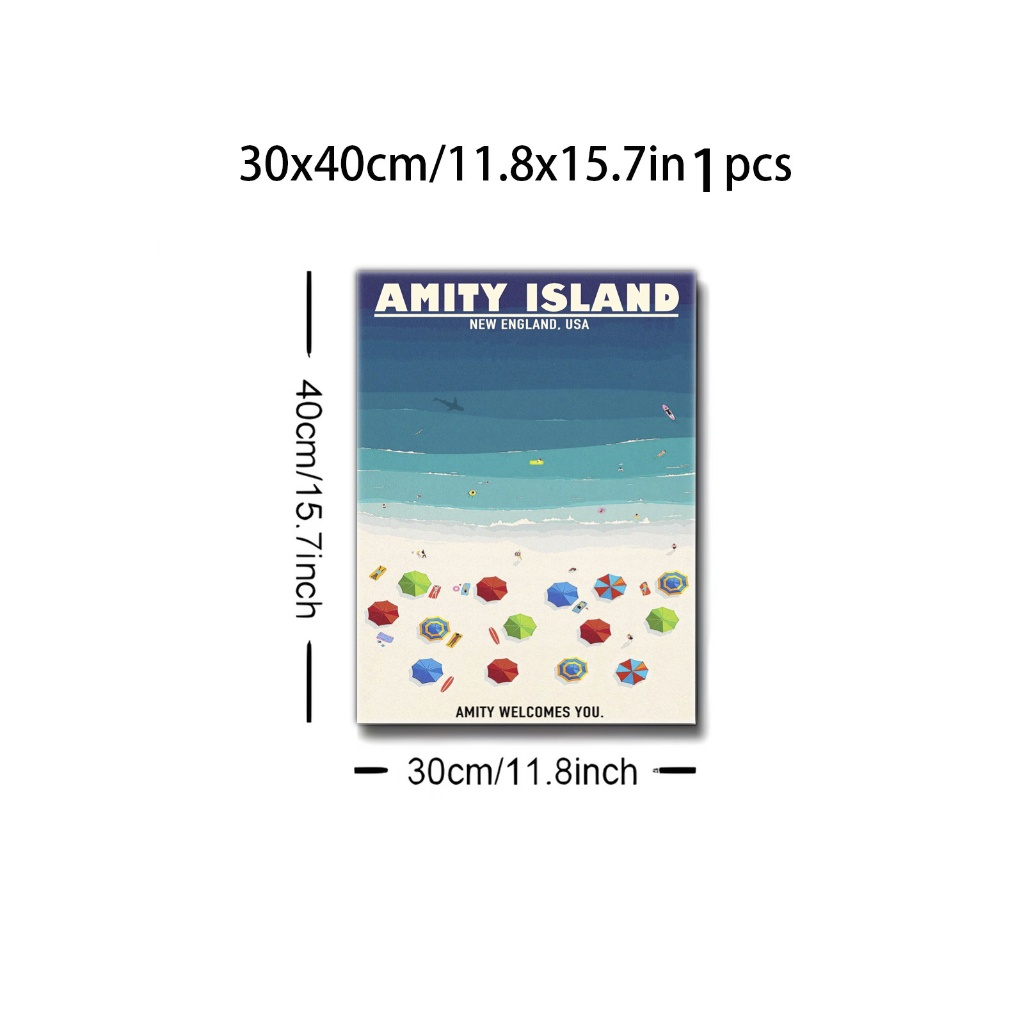 30x40cm/11.8x15.7in 1 pcs
AMITY ISLAND
NEW ENGLAND, USA
40cm/15.7inch
AMITY WELCOMES YOU.
30cm/11.8inch